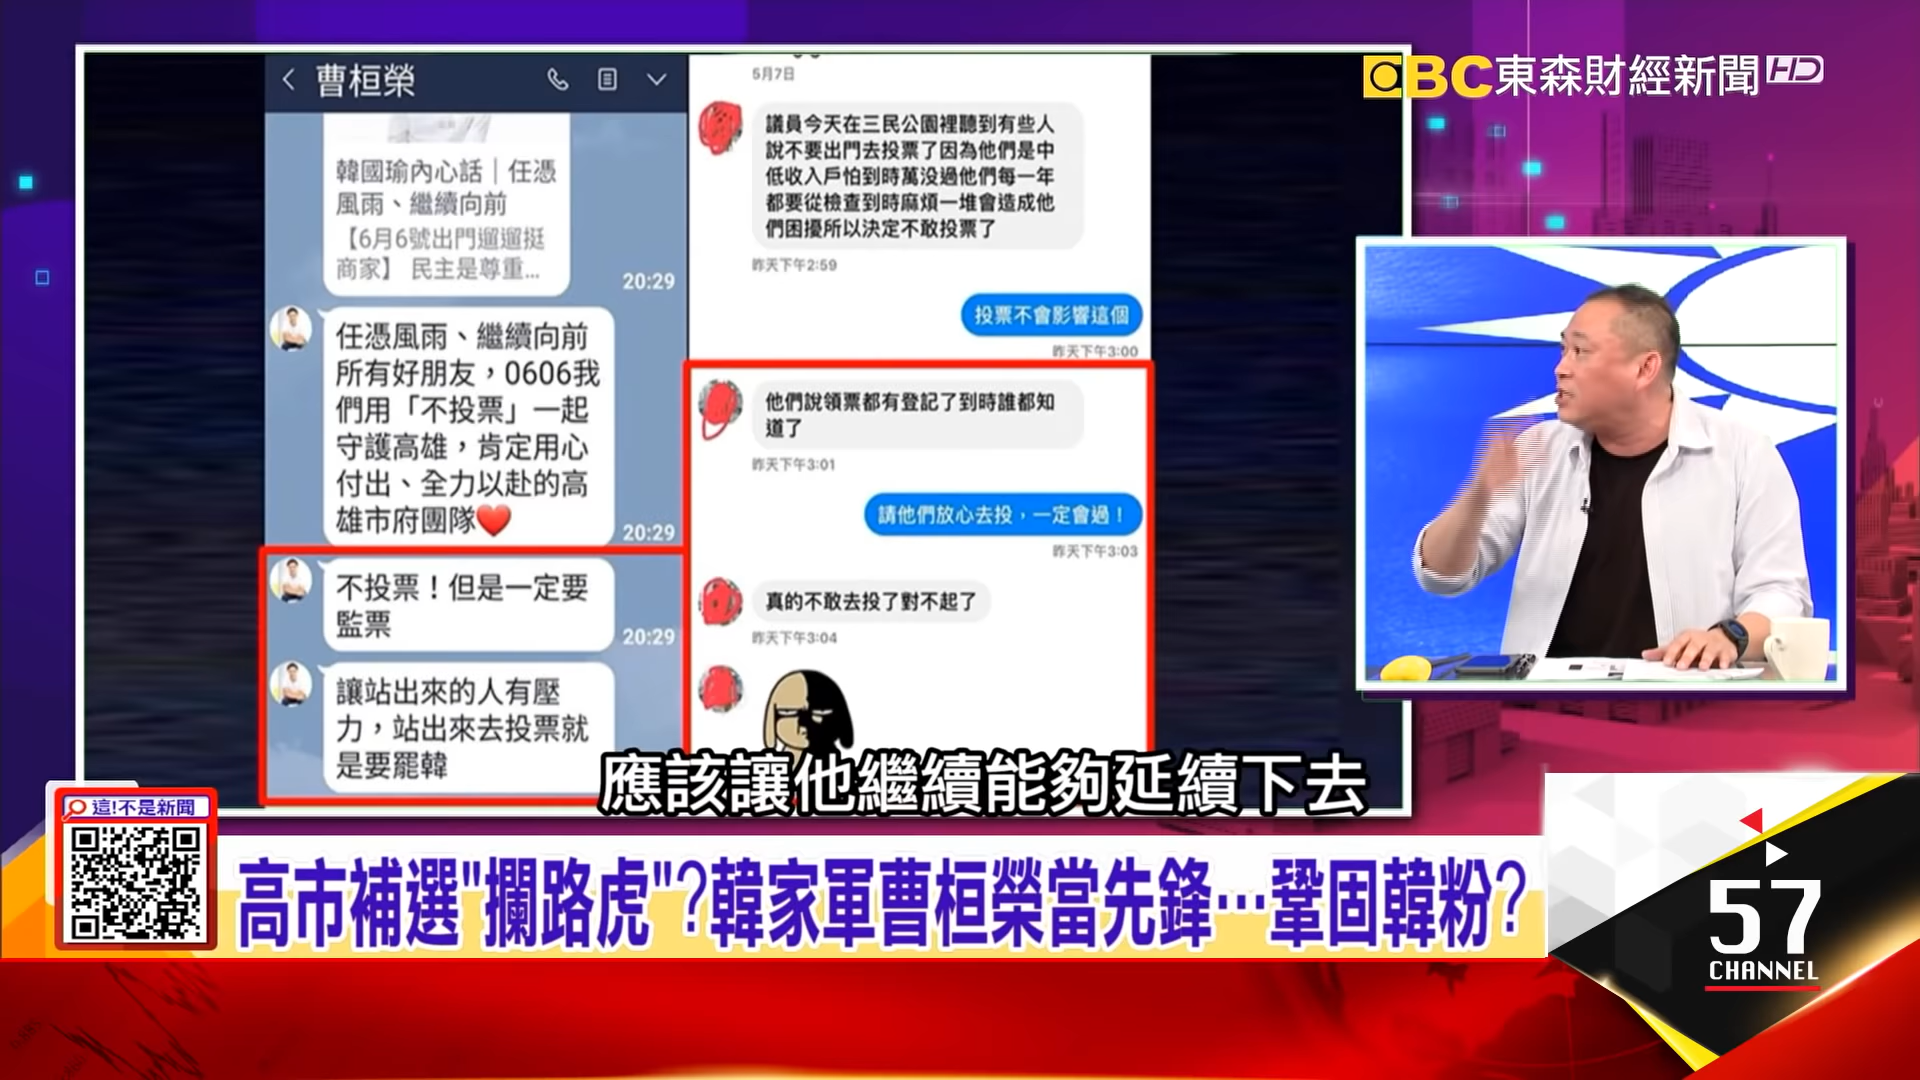 曹桓榮
韓國瑜內心話｜任憑
風雨、繼續向前
【6月6號出門遛遛挺
商家】 民主是尊重...
20:29
任憑風雨、繼續向前
所有好朋友，0606我
們用「不投票」一起
守護高雄，肯定用心
付出、全力以赴的高
雄市府團隊❤️
20:29
不投票！但是一定要
監票
20:29
讓站出來的人有壓
力，站出來去投票就
是要罷韓
5月7日
議員今天在三民公園裡聽到有些人
說不要出門去投票了因為他們是中
低收入戶怕到時萬没過他們每一年
都要從檢查到時麻煩一堆會造成他
們困擾所以決定不敢投票了
昨天下午2:59
投票不會影響這個
昨天下午3:00
他們說領票都有登記了到時誰都知
道了
昨天下午3:01
請他們放心去投，一定會過！
昨天下午3:03
真的不敢去投了對不起了
昨天下午3:04
EBC東森財經新聞HD
應該讓他繼續能夠延續下去
這!不是新聞
高市補選"攔路虎"?韓家軍曹桓榮當先鋒…鞏固韓粉?
57
CHANNEL